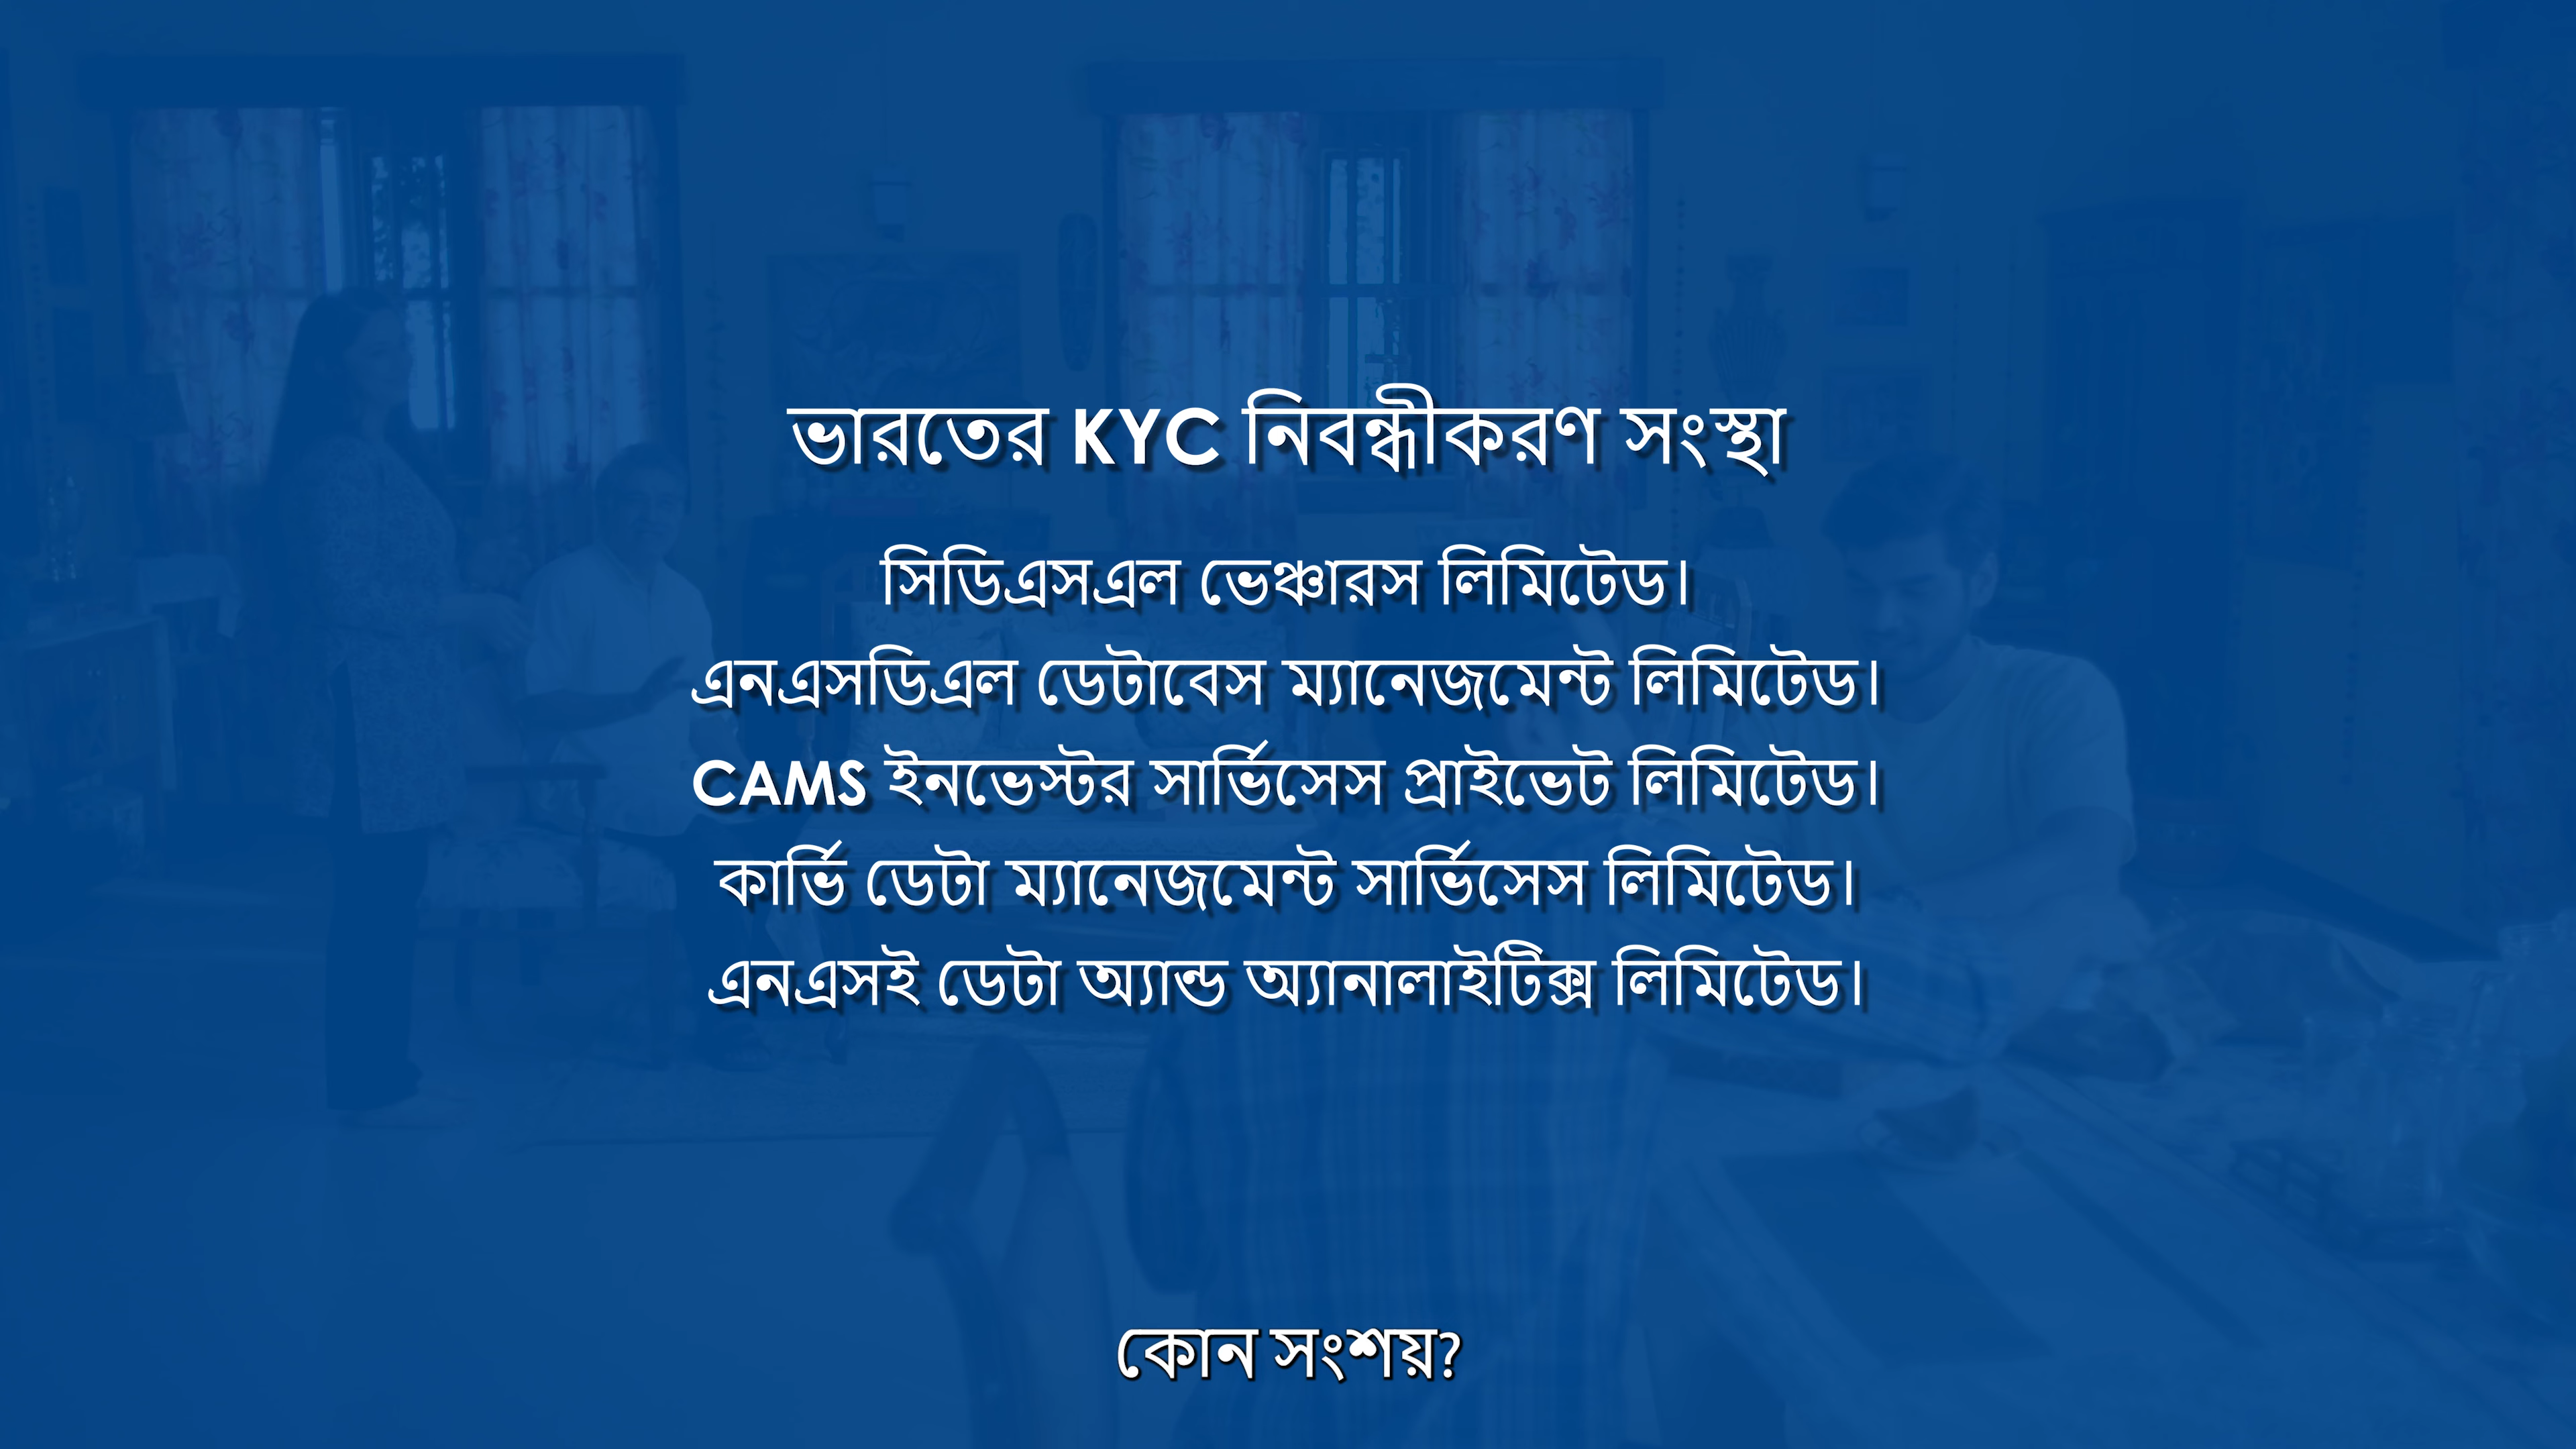 ভারতের KYC নিবন্ধীকরণ সংস্থা
সিডিএসএল ভেঞ্চারস লিমিটেড।
এনএসডিএল ডেটাবেস ম্যানেজমেন্ট লিমিটেড।
CAMS ইনভেস্টর সার্ভিসেস প্রাইভেট লিমিটেড।
কার্ভি ডেটা ম্যানেজমেন্ট সার্ভিসেস লিমিটেড।
এনএসই ডেটা অ্যান্ড অ্যানালাইটিক্স লিমিটেড।
কোন সংশয়?